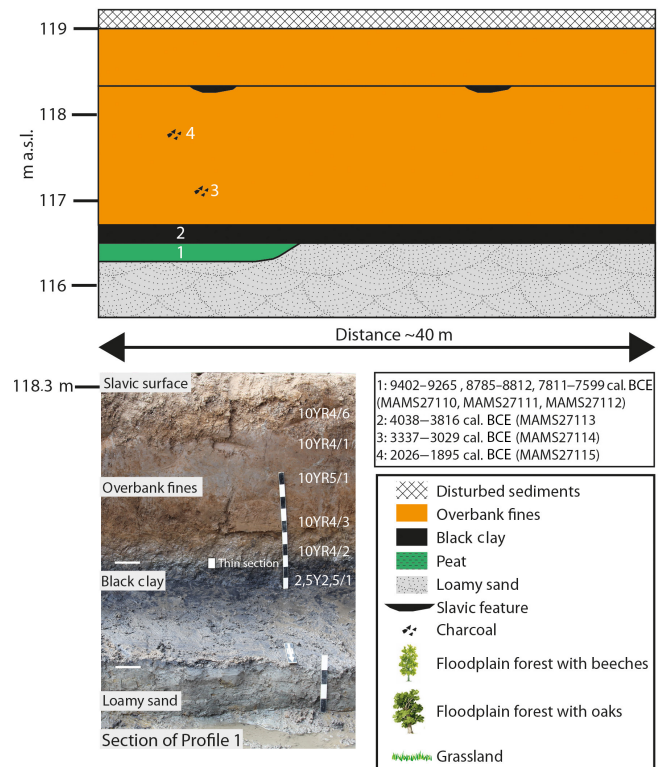 119
118
117
116
m a.s.l.
4
3
2
1
Distance ~40 m
118.3 m
Slavic surface
10YR4/6
10YR4/1
10YR5/1
Overbank fines
10YR4/3
10YR4/2
Thin section
Black clay
2,5Y2,5/1
Loamy sand
Section of Profile 1
1: 9402–9265 , 8785–8812, 7811–7599 cal. BCE
(MAMS27110, MAMS27111, MAMS27112)
2: 4038–3816 cal. BCE (MAMS27113
3: 3337–3029 cal. BCE (MAMS27114)
4: 2026–1895 cal. BCE (MAMS27115)
Disturbed sediments
Overbank fines
Black clay
Peat
Loamy sand
Slavic feature
Charcoal
Floodplain forest with beeches
Floodplain forest with oaks
Grassland